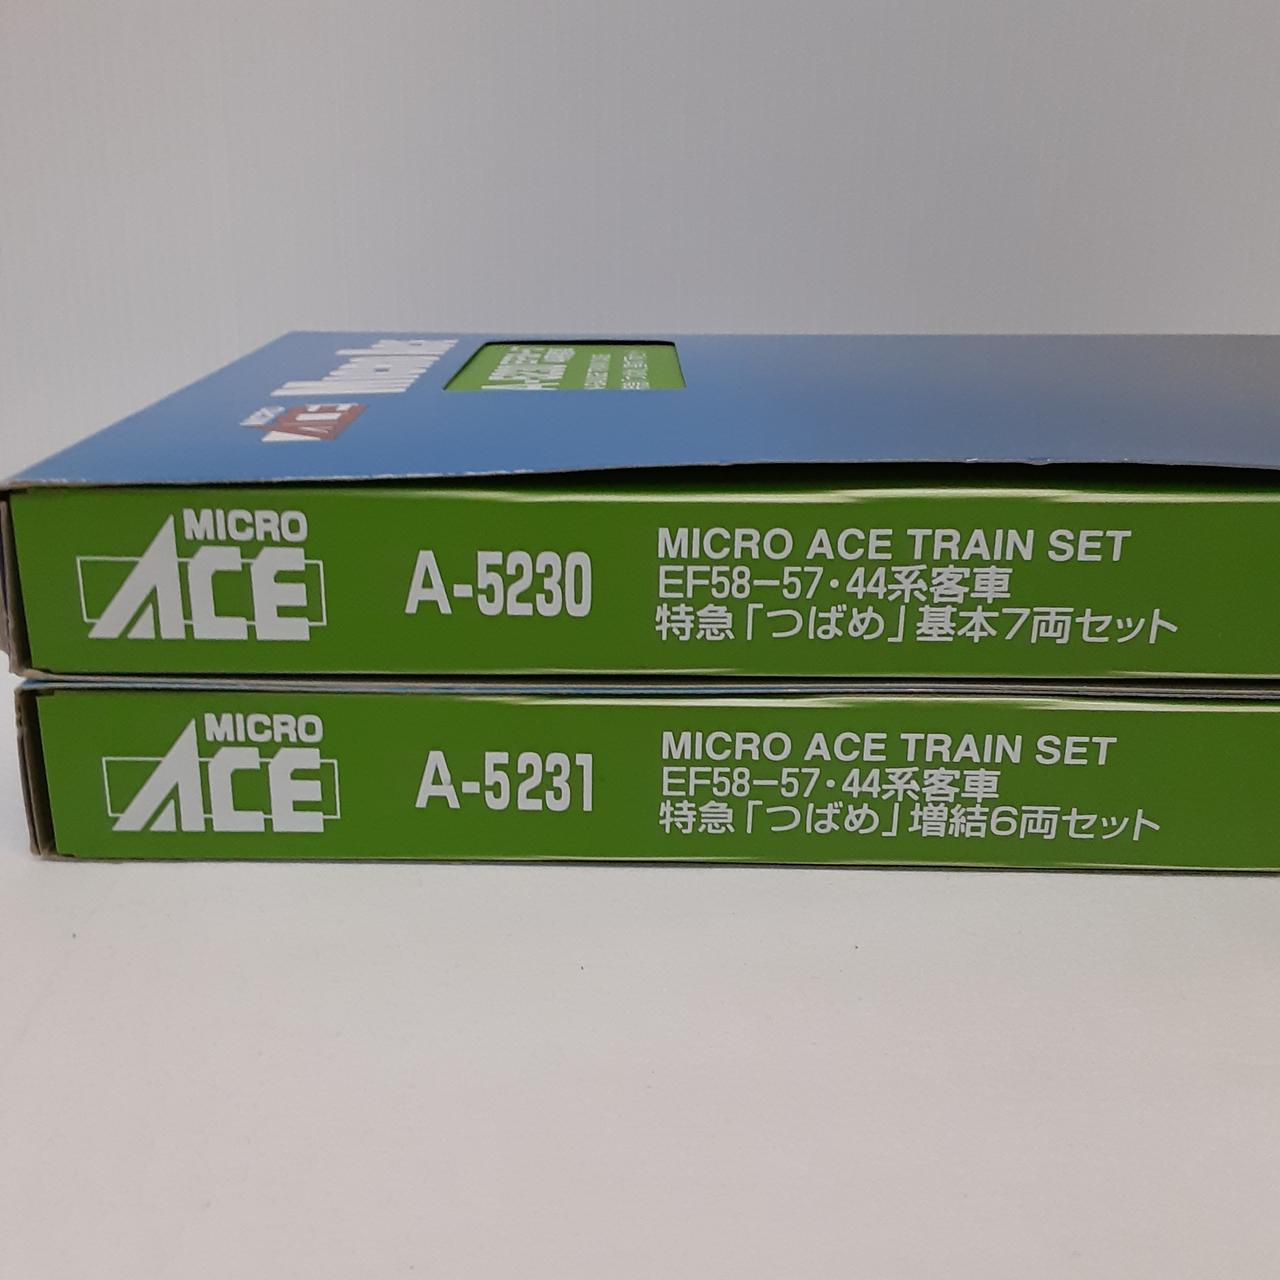 MICRO
ACE
A-5230
MICRO ACE TRAIN SET
EF58-57・44系客車
特急「つばめ」基本7両セット
MICRO
ACE
A-5231
MICRO ACE TRAIN SET
EF58-57・44系客車
特急「つばめ」増結6両セット